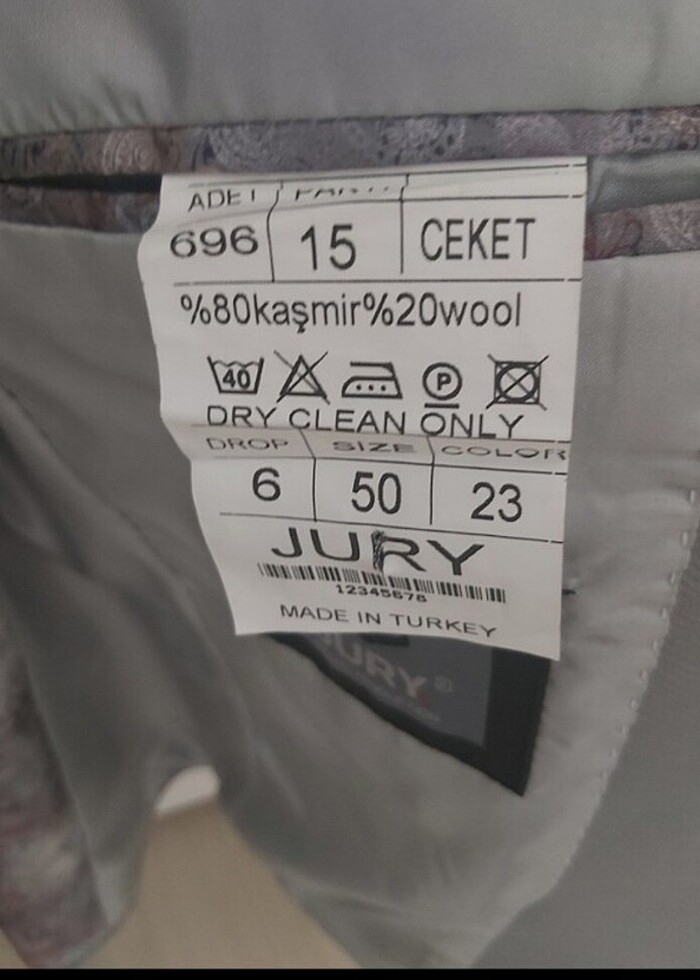 ADET
696 15 CEKET
%80kaşmir%20wool
40 P
DRY CLEAN ONLY
DROP SIZE COLOR
6 50 23
JURY
12345678
MADE IN TURKEY
JURY®